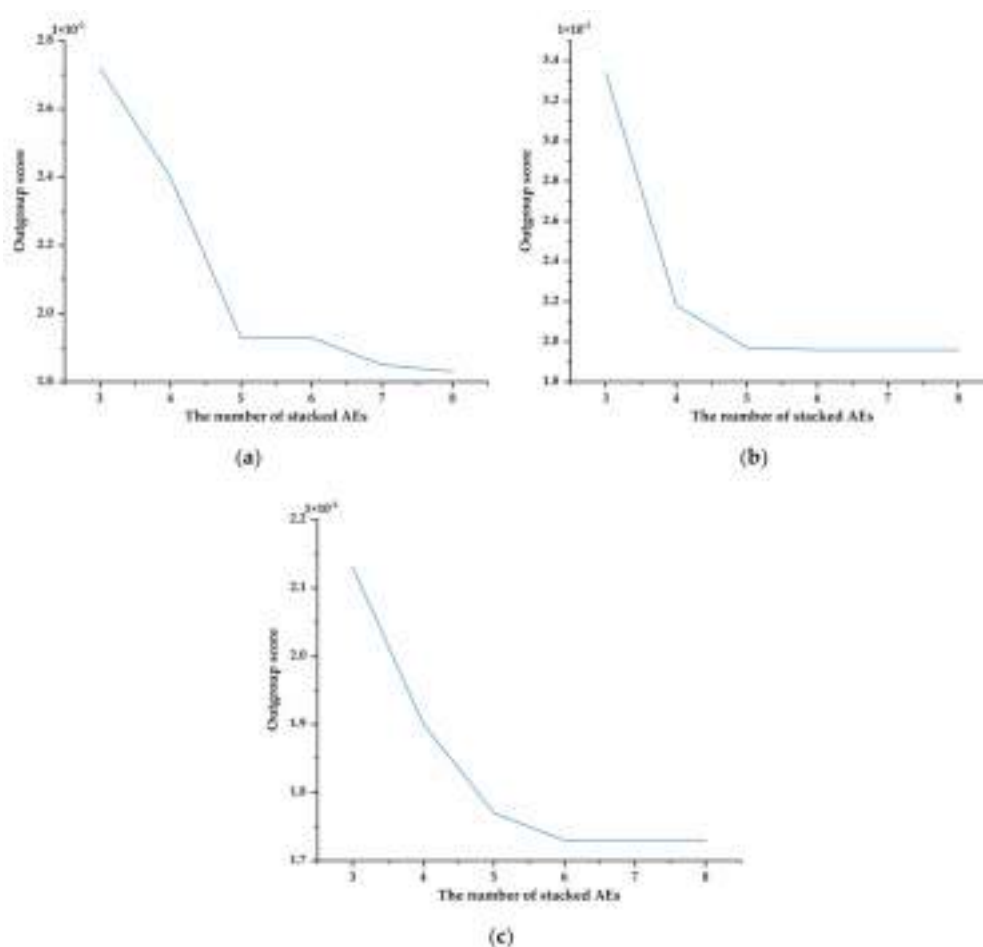 2.8
2.6
2.4
2.2
2.0
1.8
Outgroup score
3 4 5 6 7 8
The number of stacked AEs
(a)
3.4
3.2
3.0
2.8
2.6
2.4
2.2
2.0
1.8
Outgroup score
3 4 5 6 7 8
The number of stacked AEs
(b)
2.2
2.1
2.0
1.9
1.8
1.7
Outgroup score
3 4 5 6 7 8
The number of stacked AEs
(c)